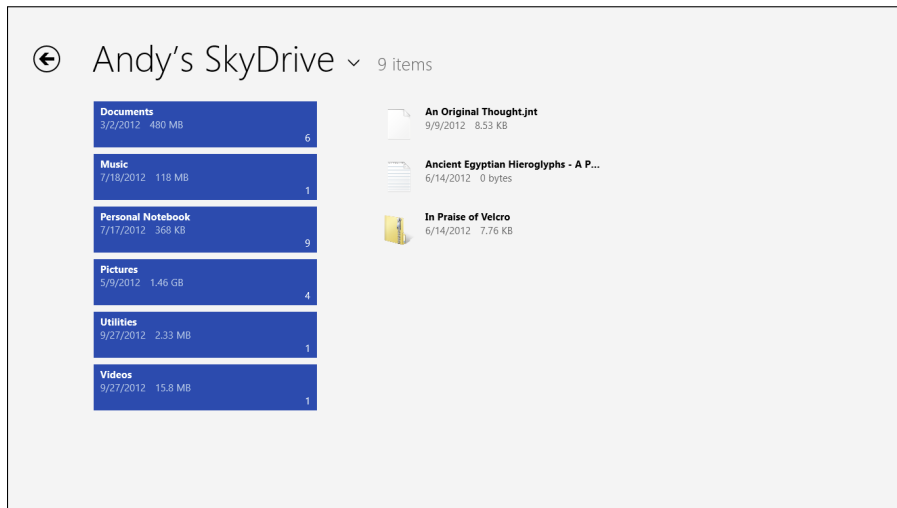 Andy's SkyDrive 9 items
Documents
3/2/2012 480 MB
6
Music
7/18/2012 118 MB
1
Personal Notebook
7/17/2012 368 KB
9
Pictures
5/9/2012 1.46 GB
4
Utilities
9/27/2012 2.33 MB
1
Videos
9/27/2012 15.8 MB
1
An Original Thought.jnt
9/9/2012 8.53 KB
Ancient Egyptian Hieroglyphs - A P...
6/14/2012 0 bytes
In Praise of Velcro
6/14/2012 7.76 KB